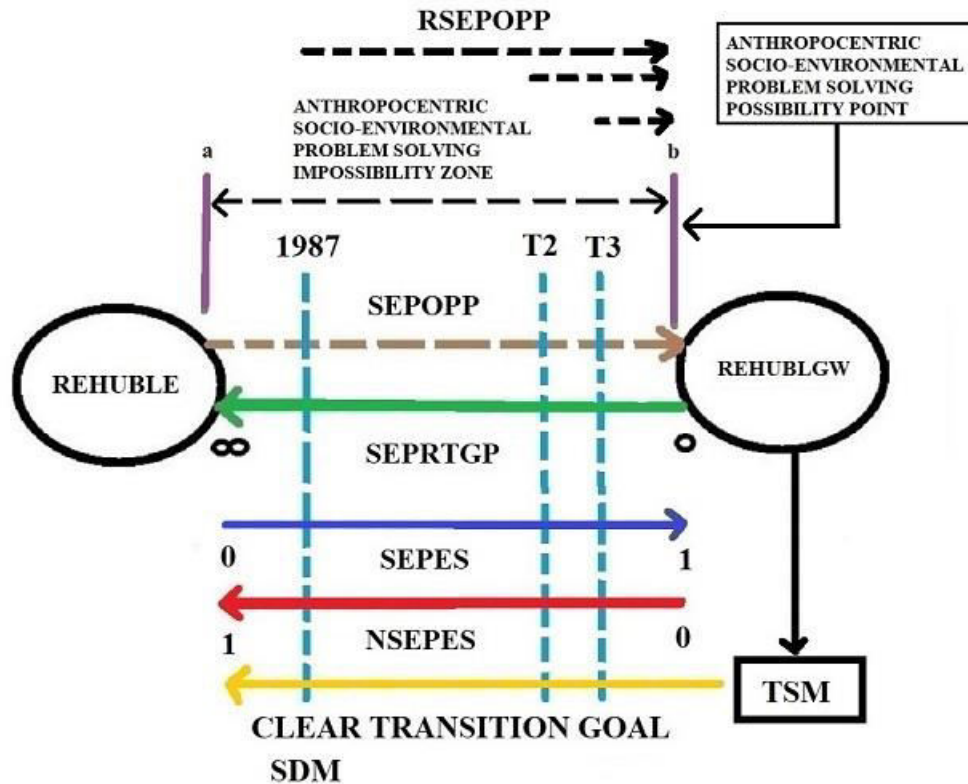 RSEPOPP
ANTHROPOCENTRIC
SOCIO-ENVIRONMENTAL
PROBLEM SOLVING
POSSIBILITY POINT
ANTHROPOCENTRIC
SOCIO-ENVIRONMENTAL
PROBLEM SOLVING
IMPOSSIBILITY ZONE
a
b
1987
T2
T3
SEPOPP
REHUBLE
REHUBLGW
∞
0
SEPRTGP
0
SEPES
1
1
NSEPES
0
TSM
CLEAR TRANSITION GOAL
SDM